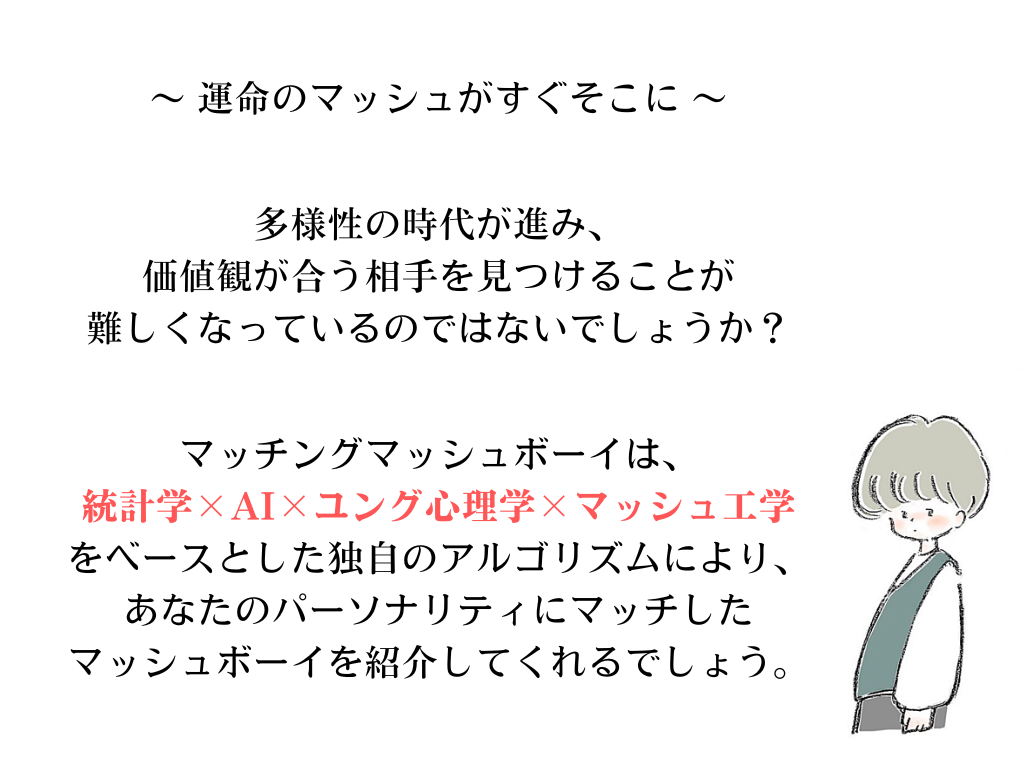 ～ 運命のマッシュがすぐそこに ～
多様性の時代が進み、
価値観が合う相手を見つけることが
難しくなっているのではないでしょうか？
マッチングマッシュボーイは、
統計学×AI×ユング心理学×マッシュ工学
をベースとした独自のアルゴリズムにより、
あなたのパーソナリティにマッチした
マッシュボーイを紹介してくれるでしょう。